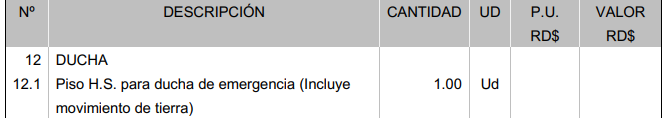 Nº DESCRIPCIÓN CANTIDAD UD P.U. VALOR
RD$ RD$
12 DUCHA
12.1 Piso H.S. para ducha de emergencia (Incluye 1.00 Ud
movimiento de tierra)